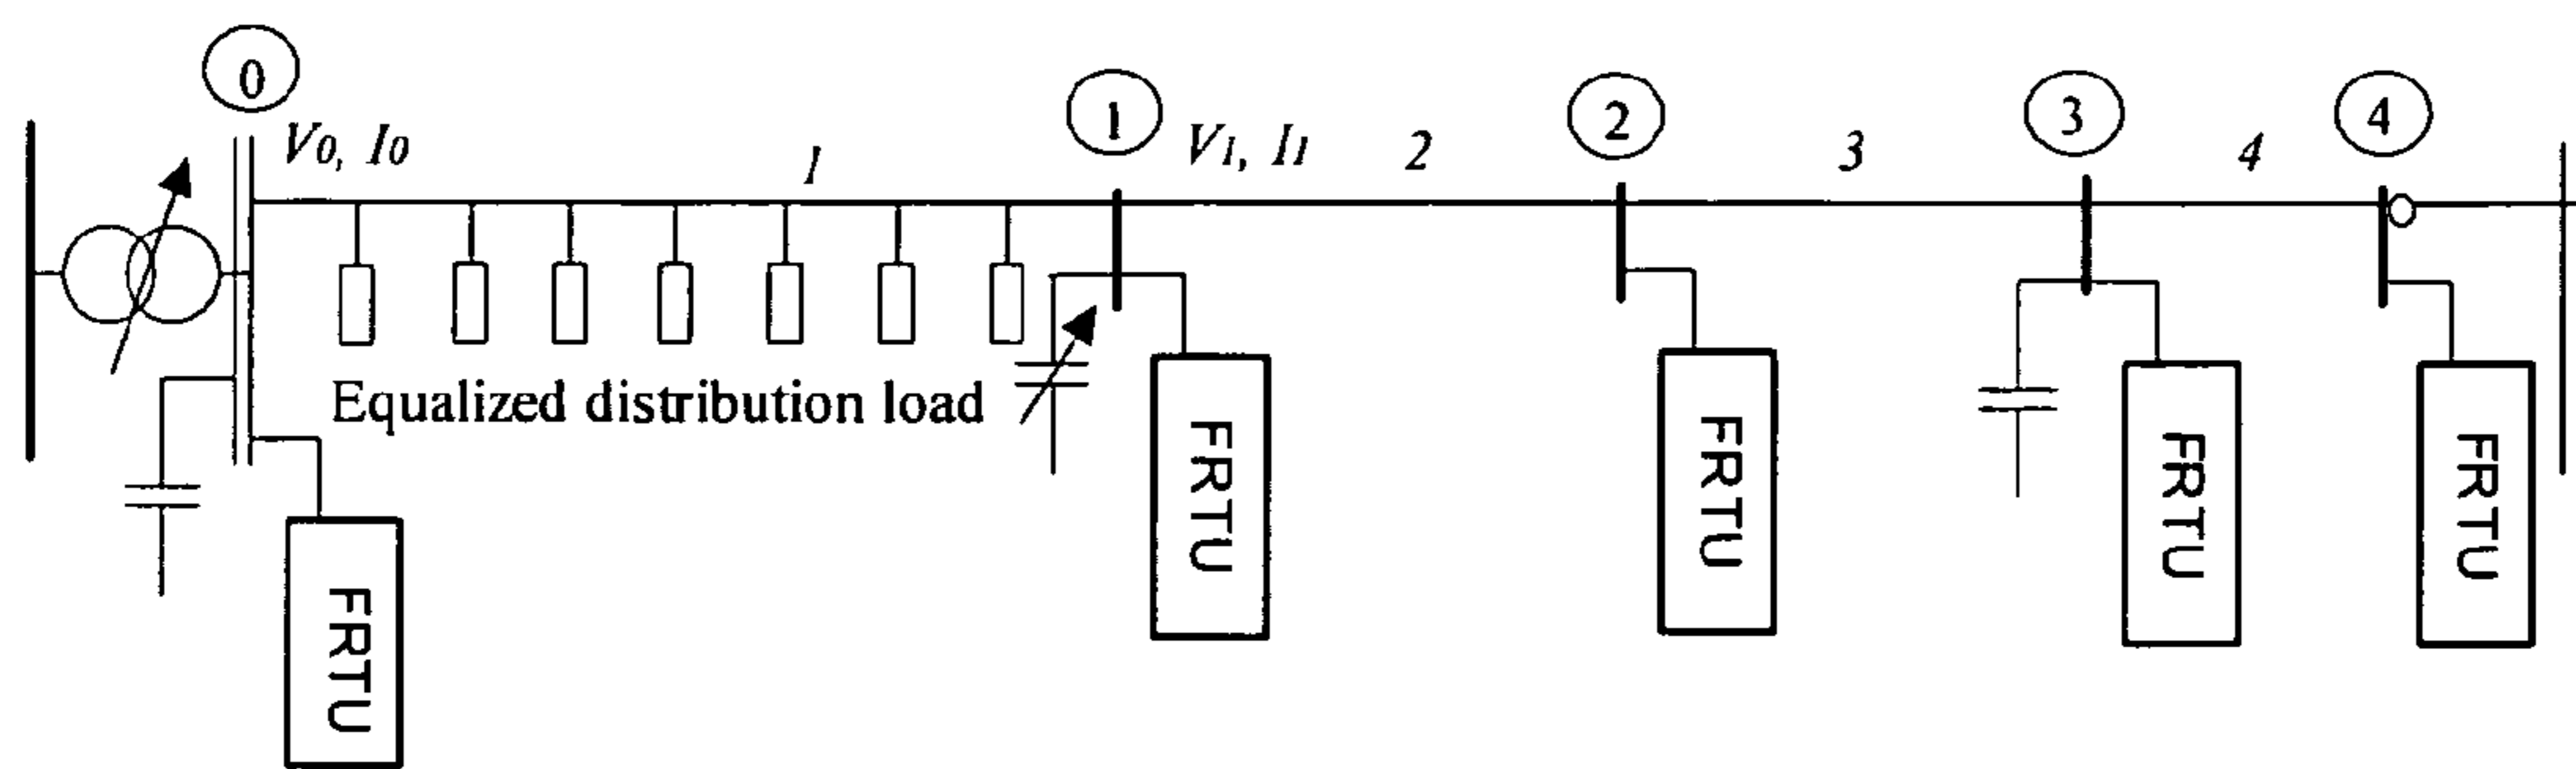 0
1
2
3
4
V0, I0
1
V1, I1
2
3
4
Equalized distribution load
FRTU
FRTU
FRTU
FRTU
FRTU